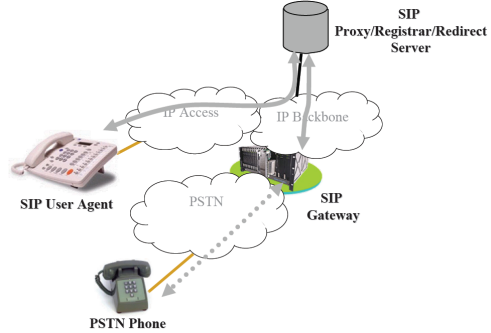 SIP
Proxy/Registrar/Redirect
Server
IP Access
IP Backbone
SIP User Agent
PSTN
SIP
Gateway
PSTN Phone